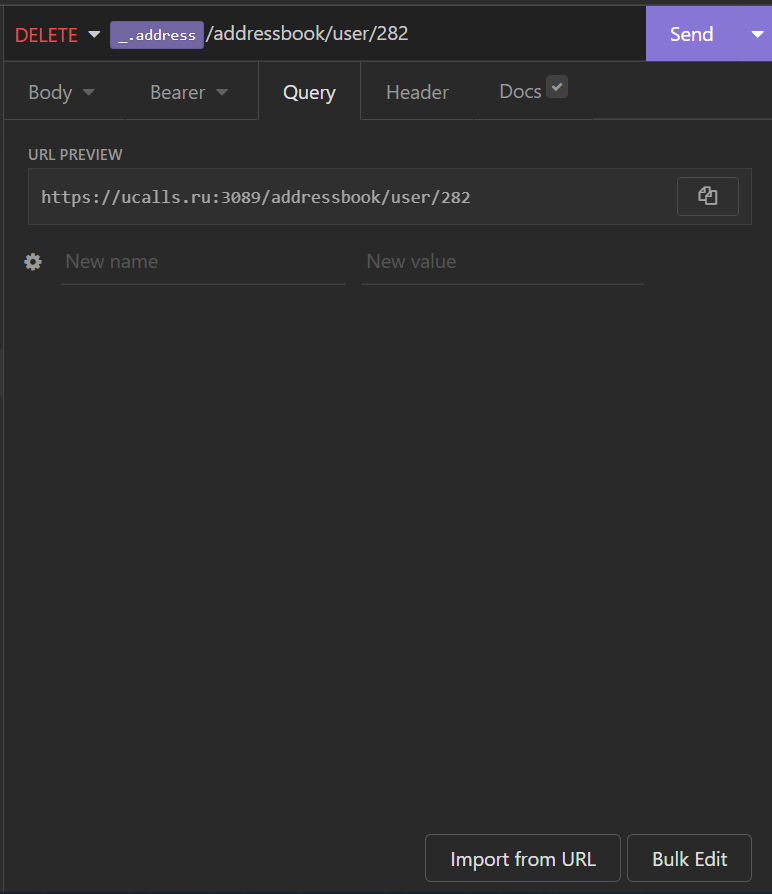 DELETE _.address /addressbook/user/282 Send
Body Bearer Query Header Docs
URL PREVIEW
https://ucalls.ru:3089/addressbook/user/282
New name New value
Import from URL Bulk Edit